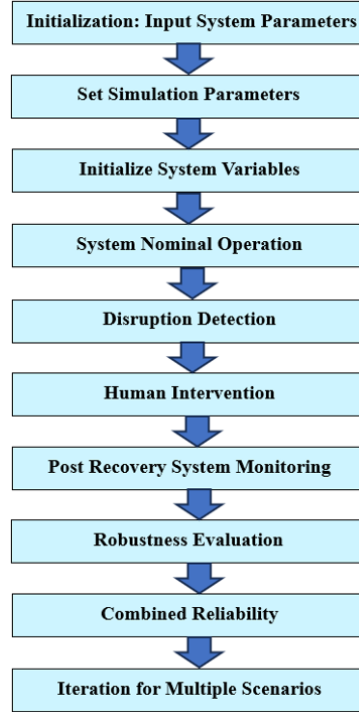 Initialization: Input System Parameters
Set Simulation Parameters
Initialize System Variables
System Nominal Operation
Disruption Detection
Human Intervention
Post Recovery System Monitoring
Robustness Evaluation
Combined Reliability
Iteration for Multiple Scenarios